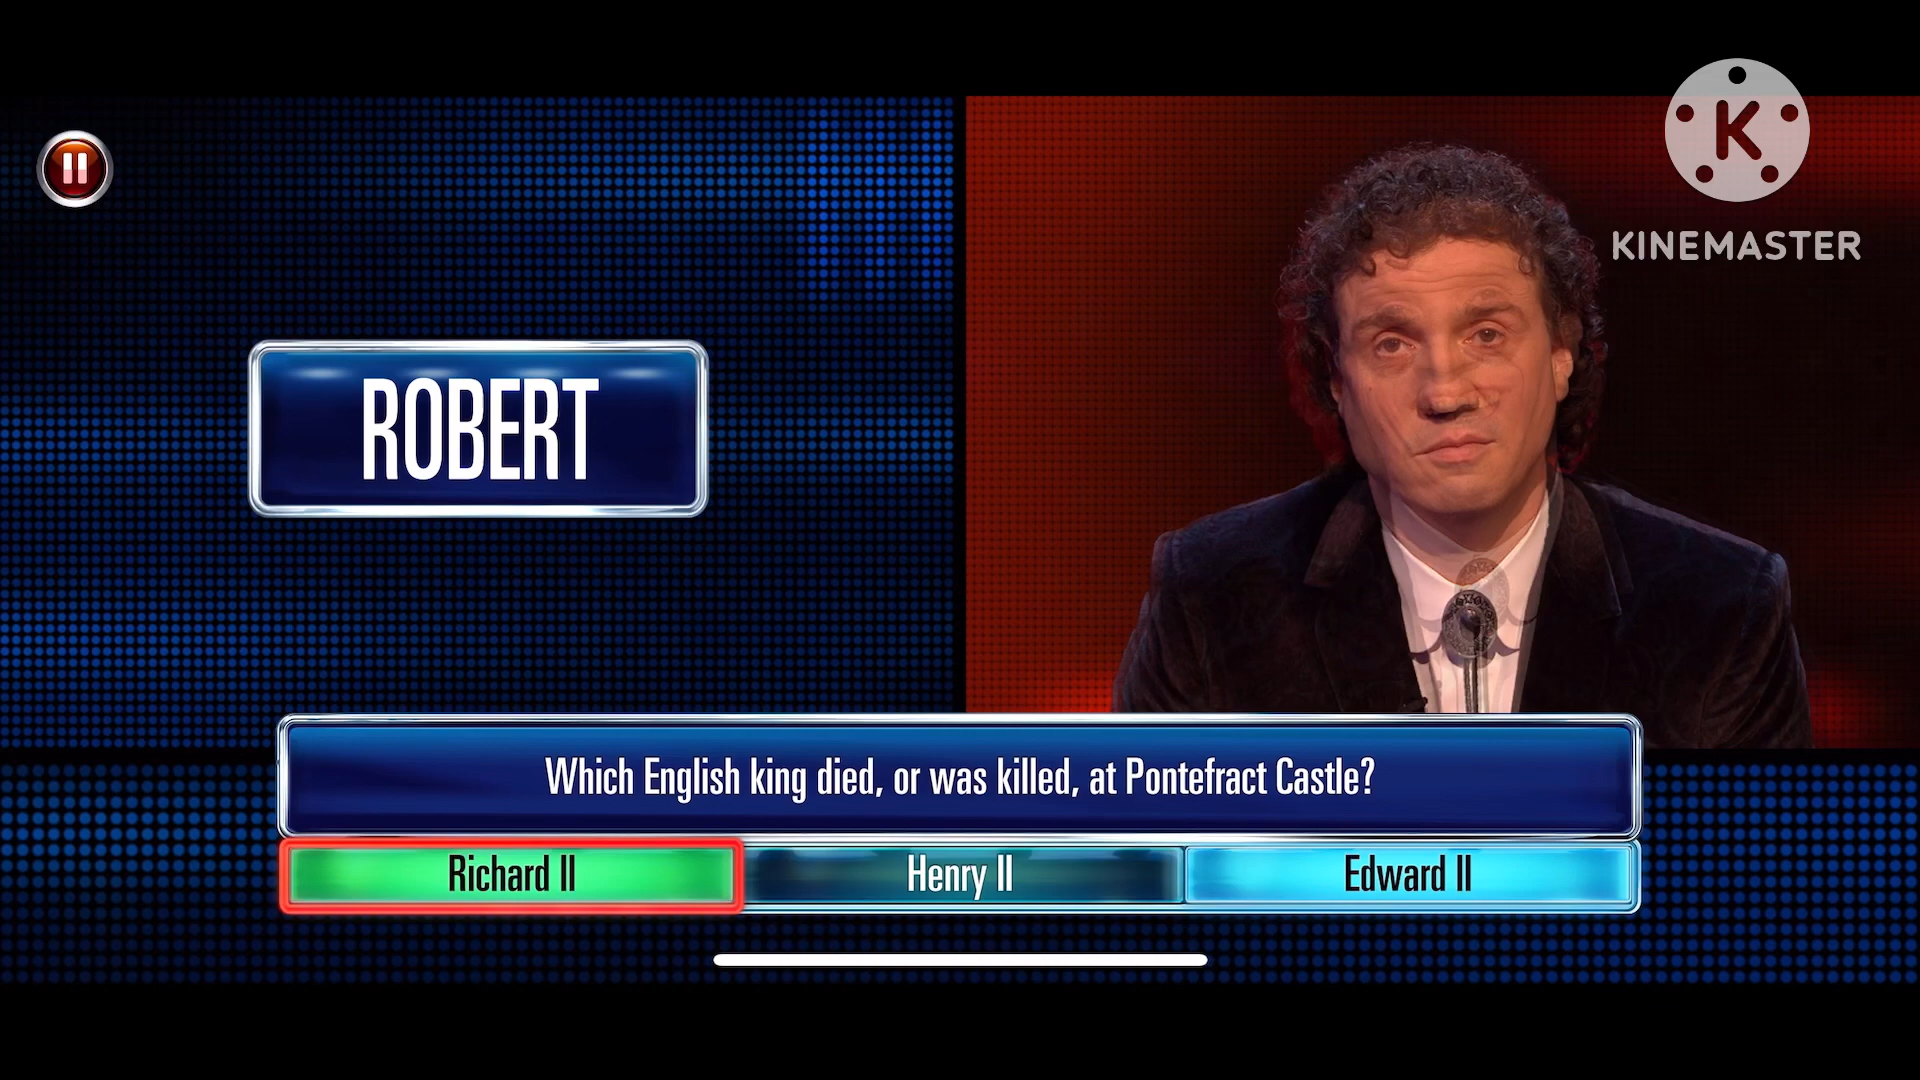 K
KINEMASTER
ROBERT
Which English king died, or was killed, at Pontefract Castle?
Richard II
Henry II
Edward II